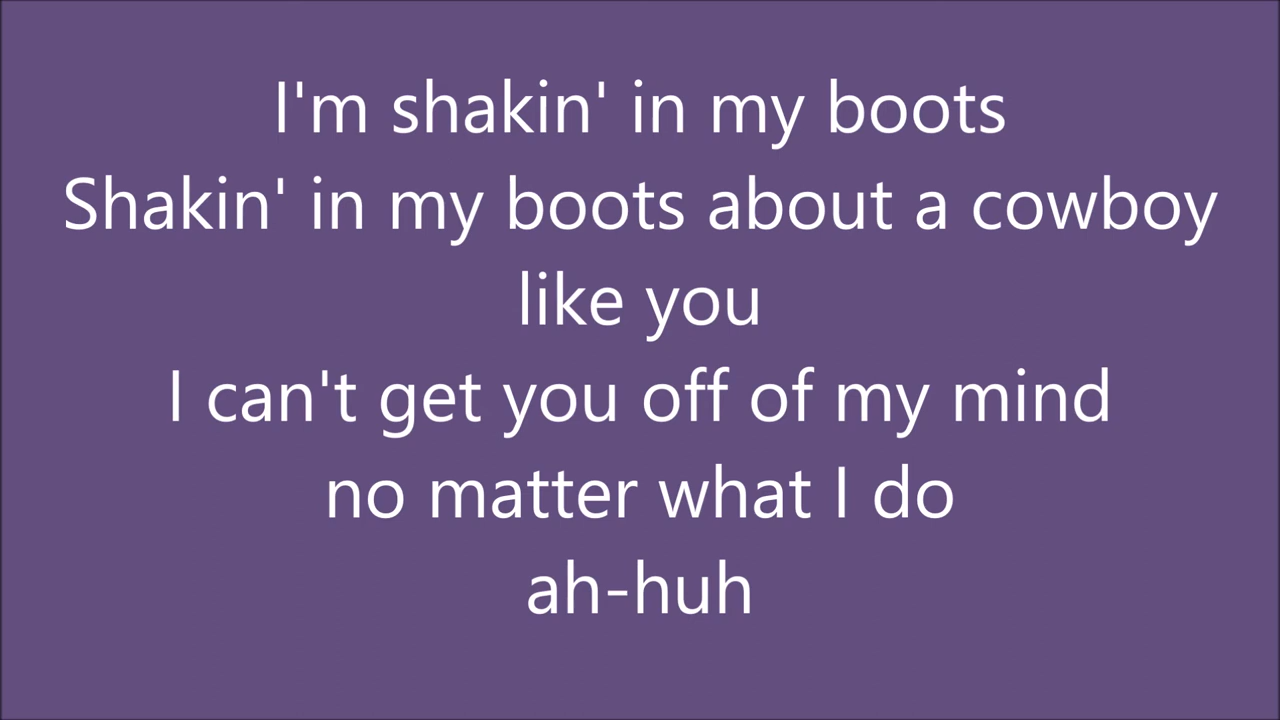 I'm shakin' in my boots
Shakin' in my boots about a cowboy
like you
I can't get you off of my mind
no matter what I do
ah-huh